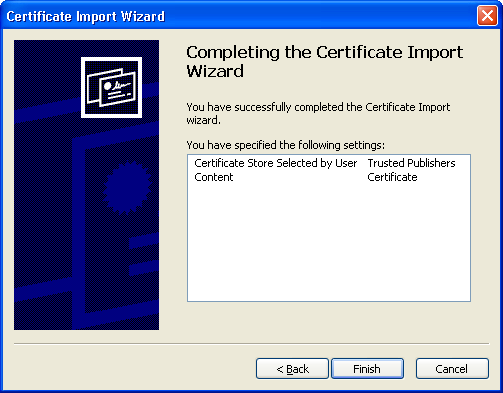 Certificate Import Wizard
Completing the Certificate Import
Wizard
You have successfully completed the Certificate Import
wizard.
You have specified the following settings:
Certificate Store Selected by User Trusted Publishers
Content Certificate
< Back Finish Cancel